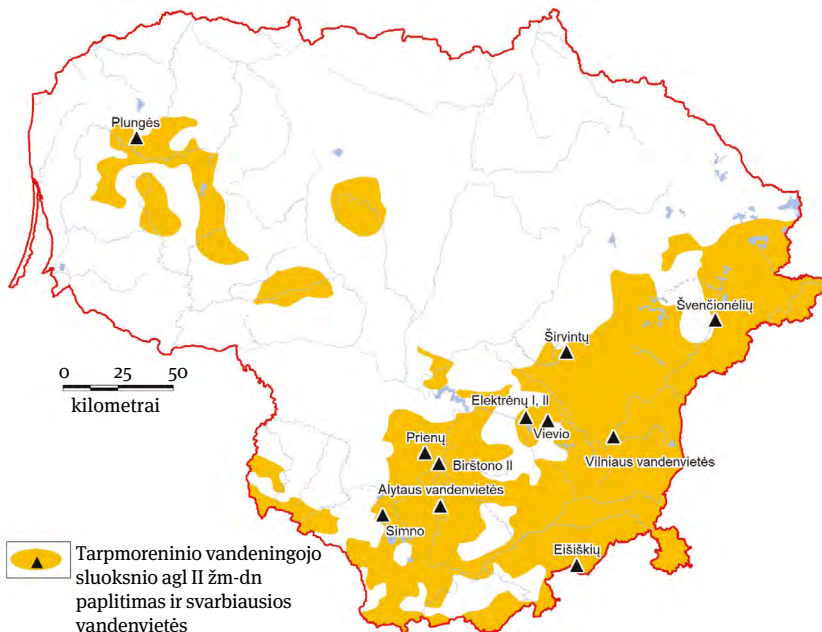 Plungės
Švenčionėlių
Širvintų
0 25 50
kilometrai
Elektrėnų I, II
Vievio
Prienų
Birštono II
Vilniaus vandenvietės
Alytaus vandenvietės
Simno
Eišiškių
Tarpmoreninio vandeningojo
sluoksnio agl II žm-dn
paplitimas ir svarbiausios
vandenvietės